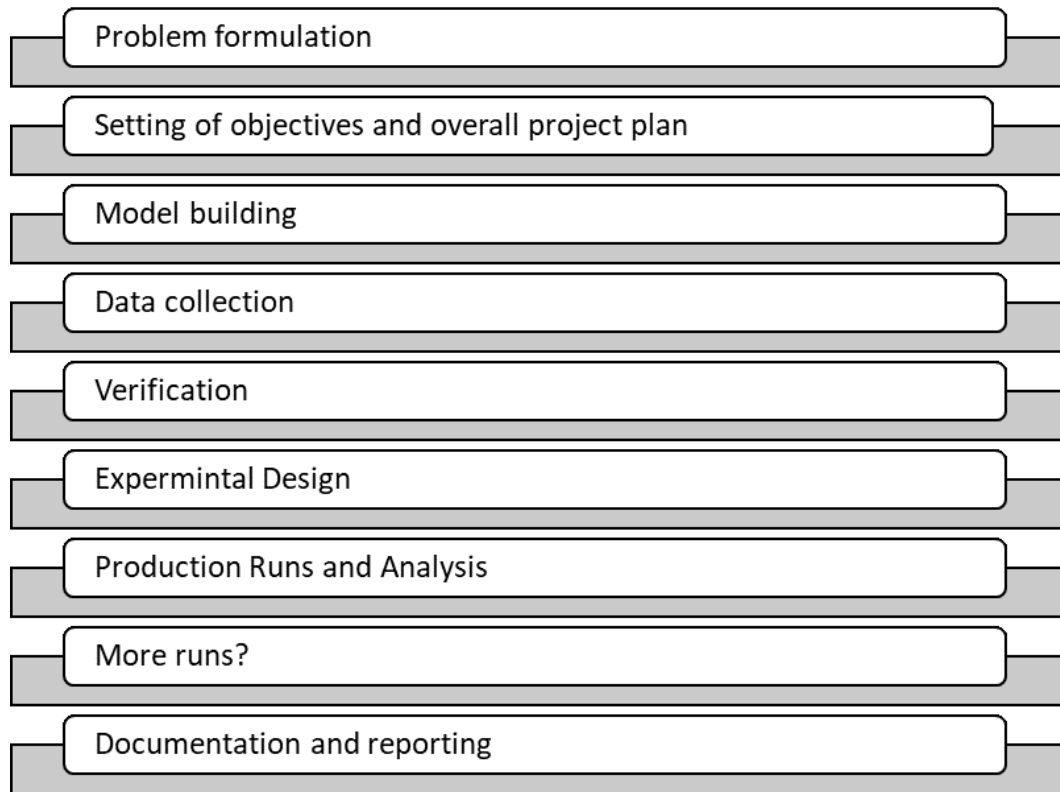 Problem formulation
Setting of objectives and overall project plan
Model building
Data collection
Verification
Expermintal Design
Production Runs and Analysis
More runs?
Documentation and reporting